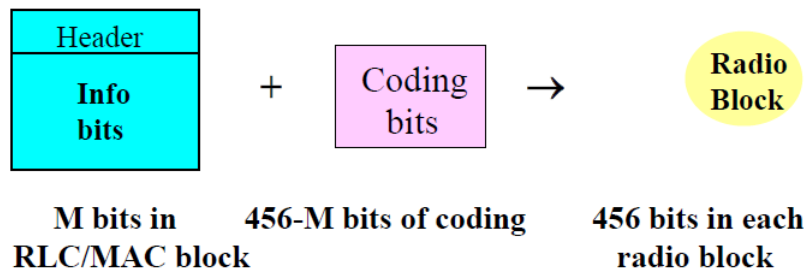 Header
Info
bits
+
Coding
bits
→
Radio
Block
M bits in
RLC/MAC block
456-M bits of coding
456 bits in each
radio block